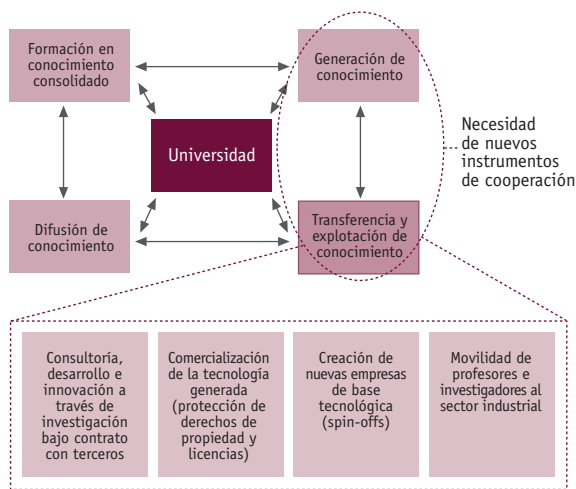 Formación en
conocimiento
consolidado
Generación de
conocimiento
Universidad
Necesidad
de nuevos
instrumentos
de cooperación
Difusión de
conocimiento
Transferencia y
explotación de
conocimiento
Consultoría,
desarrollo e
innovación a
través de
investigación
bajo contrato
con terceros
Comercialización
de la tecnología
generada
(protección de
derechos de
propiedad y
licencias)
Creación de
nuevas empresas
de base
tecnológica
(spin-offs)
Movilidad de
profesores e
investigadores al
sector industrial